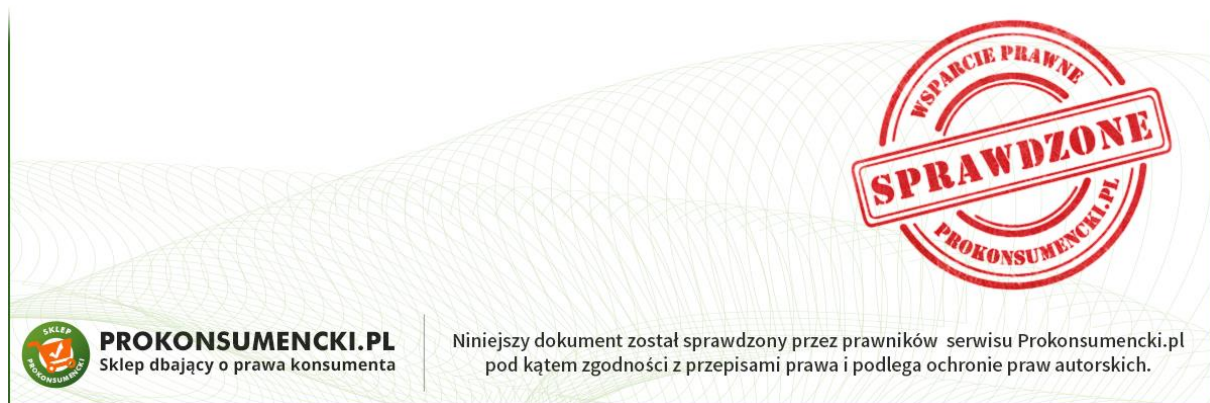 WSPARCIE PRAWNE
SPRAWDZONE
PROKONSUMENCKI.PL
SKLEP
PROKONSUMENCKI
PROKONSUMENCKI.PL
Sklep dbający o prawa konsumenta
Niniejszy dokument został sprawdzony przez prawników serwisu Prokonsumencki.pl
pod kątem zgodności z przepisami prawa i podlega ochronie praw autorskich.